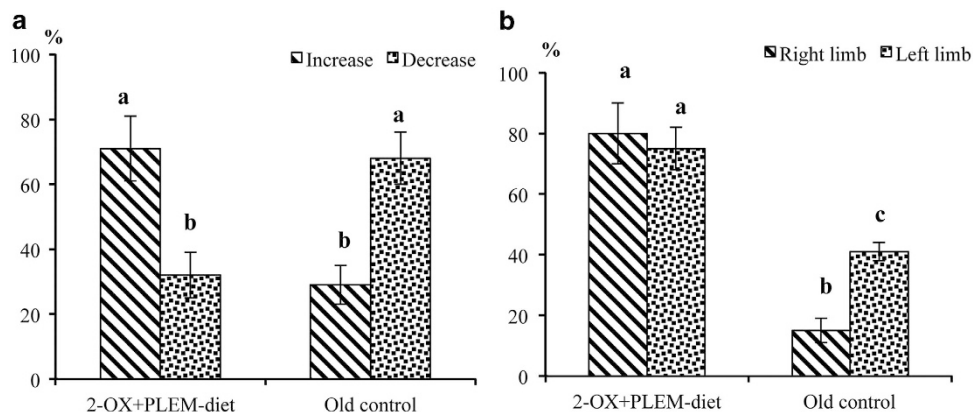 a
%
Increase Decrease
100
80
60
40
20
0
a
b
b
a
2-OX+PLEM-diet Old control
b
%
Right limb Left limb
100
80
60
40
20
0
a
a
b
c
2-OX+PLEM-diet Old control